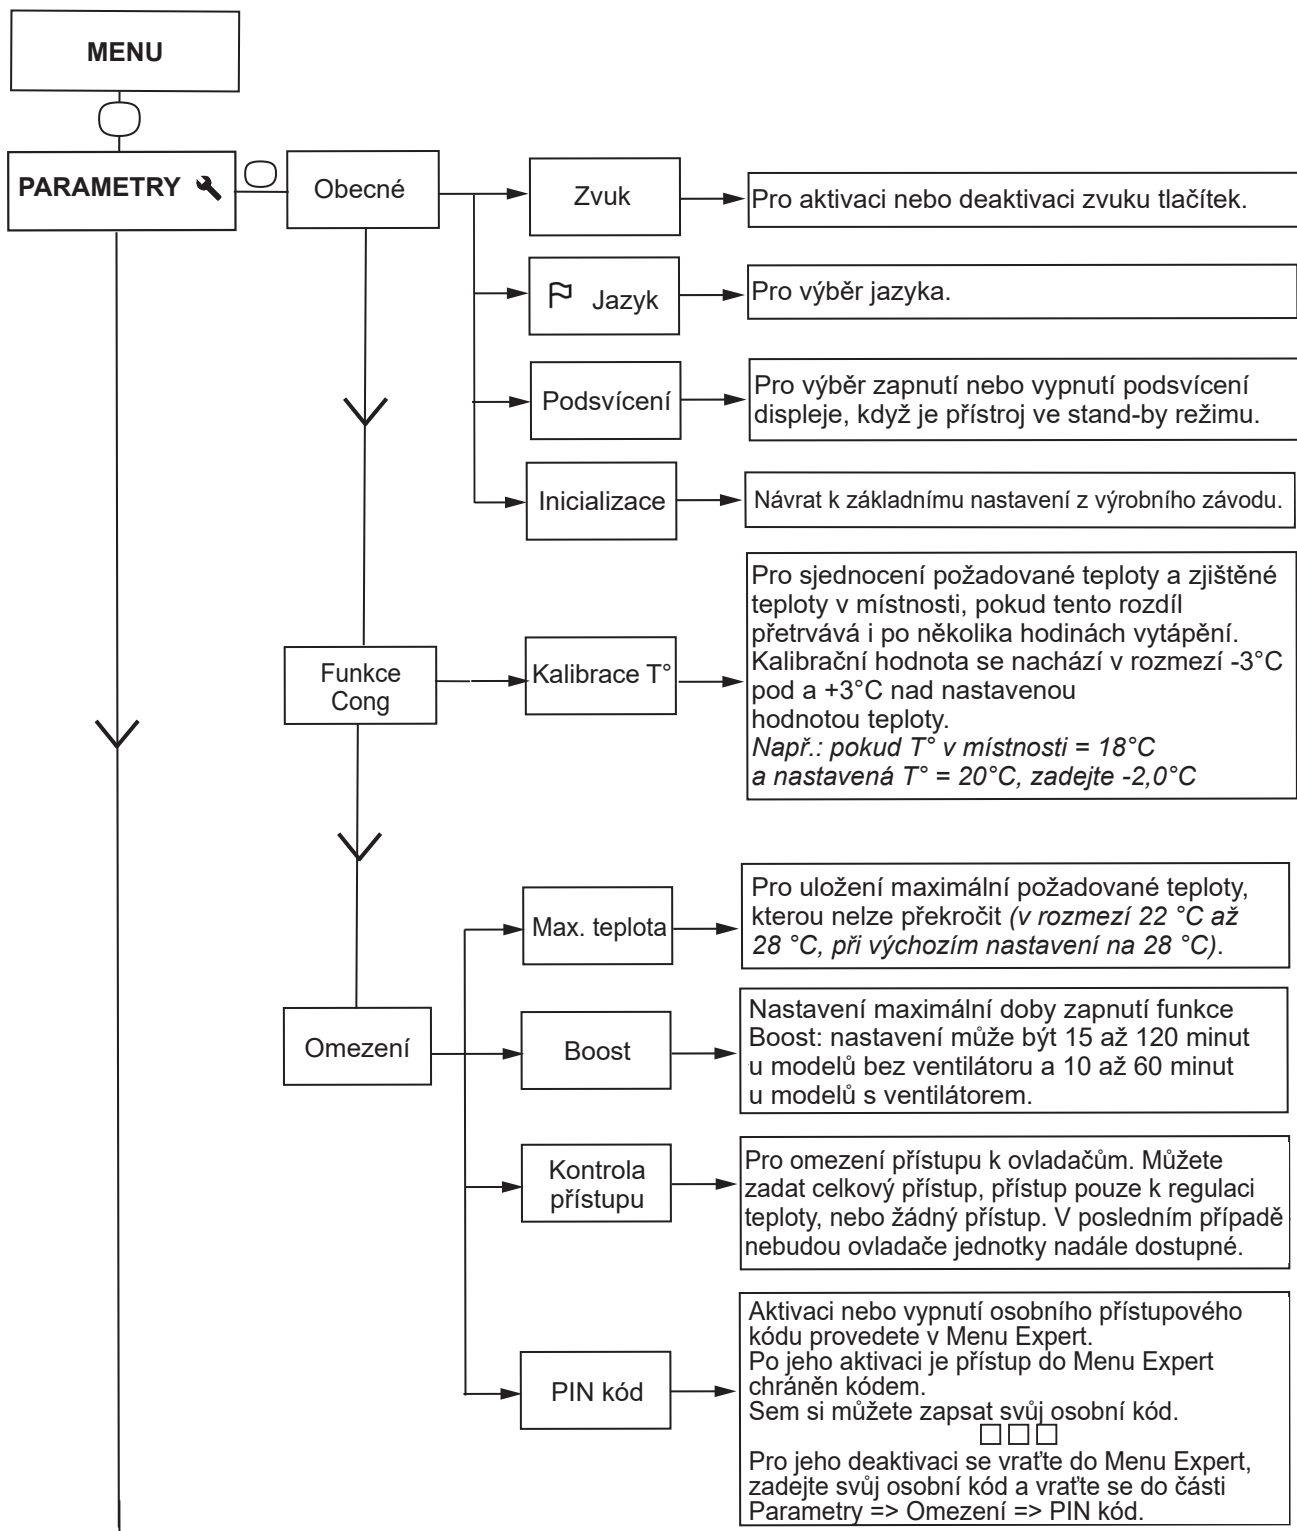 MENU
PARAMETRY
Obecné
Zvuk
Pro aktivaci nebo deaktivaci zvuku tlačítek.
Jazyk
Pro výběr jazyka.
Podsvícení
Pro výběr zapnutí nebo vypnutí podsvícení
displeje, když je přístroj ve stand-by režimu.
Inicializace
Návrat k základnímu nastavení z výrobního závodu.
Funkce
Cong
Kalibrace T°
Pro sjednocení požadované teploty a zjištěné
teploty v místnosti, pokud tento rozdíl
přetrvává i po několika hodinách vytápění.
Kalibrační hodnota se nachází v rozmezí -3°C
pod a +3°C nad nastavenou
hodnotou teploty.
Např.: pokud T° v místnosti = 18°C
a nastavená T° = 20°C, zadejte -2,0°C
Omezení
Max. teplota
Pro uložení maximální požadované teploty,
kterou nelze překročit (v rozmezí 22 °C až
28 °C, při výchozím nastavení na 28 °C).
Boost
Nastavení maximální doby zapnutí funkce
Boost: nastavení může být 15 až 120 minut
u modelů bez ventilátoru a 10 až 60 minut
u modelů s ventilátorem.
Kontrola
přístupu
Pro omezení přístupu k ovladačům. Můžete
zadat celkový přístup, přístup pouze k regulaci
teploty, nebo žádný přístup. V posledním případě
nebudou ovladače jednotky nadále dostupné.
PIN kód
Aktivaci nebo vypnutí osobního přístupového
kódu provedete v Menu Expert.
Po jeho aktivaci je přístup do Menu Expert
chráněn kódem.
Sem si můžete zapsat svůj osobní kód.
Pro jeho deaktivaci se vraťte do Menu Expert,
zadejte svůj osobní kód a vraťte se do části
Parametry => Omezení => PIN kód.